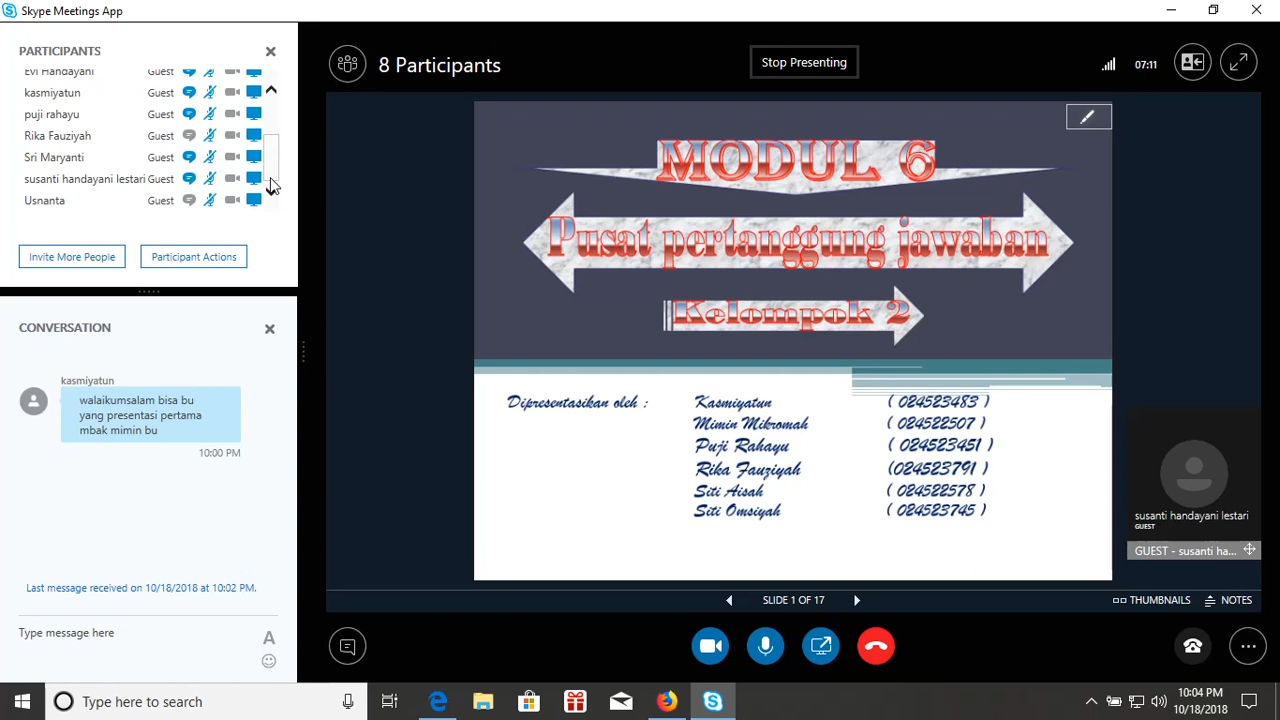 Skype Meetings App
PARTICIPANTS
Evi Handayani Guest
kasmiyatun Guest
puji rahayu Guest
Rika Fauziyah Guest
Sri Maryanti Guest
susanti handayani lestari Guest
Usnanta Guest
Invite More People
Participant Actions
CONVERSATION
kasmiyatun
walaikumsalam bisa bu
yang presentasi pertama
mbak mimin bu
10:00 PM
Last message received on 10/18/2018 at 10:02 PM.
Type message here
A
8 Participants
Stop Presenting
07:11
MODUL 6
Pusat pertanggung jawaban
Kelompok 2
Dipresentasikan oleh : Kasmiyatun ( 024523483 )
Mimin Mikromah ( 024522507 )
Puji Rahayu ( 024523451 )
Rika Fauziyah (024523791 )
Siti Aisah ( 024522578 )
Siti Omsiyah ( 024523745 )
susanti handayani lestari
GUEST
GUEST - susanti ha...
SLIDE 1 OF 17
THUMBNAILS
NOTES
Type here to search
10:04 PM
10/18/2018